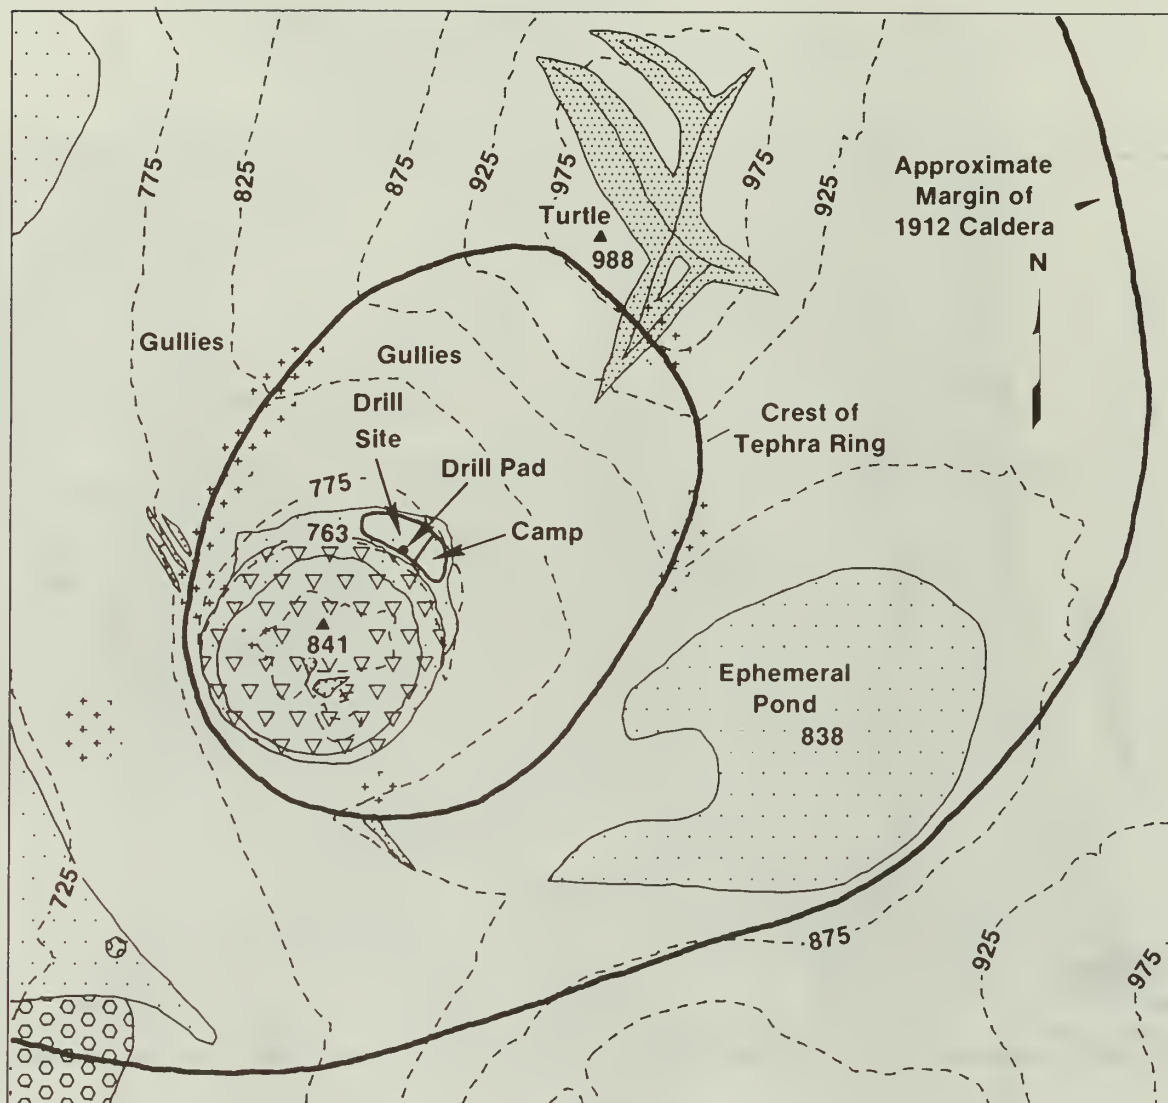 775
825
875
925
975
975
925
Approximate
Margin of
1912 Caldera
N
Turtle
988
Gullies
Gullies
Drill
Site
Drill Pad
Camp
775
763
Crest of
Tephra Ring
841
Ephemeral
Pond
838
725
875
925
975